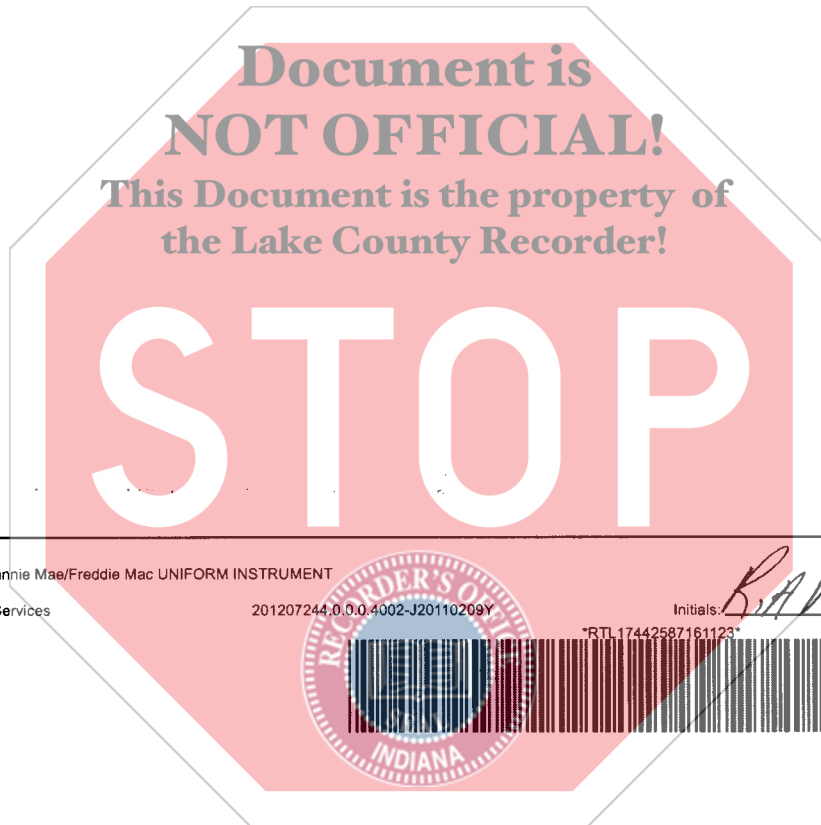 Document is
NOT OFFICIAL!
This Document is the property of
the Lake County Recorder!
STOP
Mae/Freddie Mac UNIFORM INSTRUMENT
Services 201207244.0.0.0.4002-J20110209Y Initials:
*RTL17442587161123*
RECORDER'S OFFICE
SEAL
INDIANA